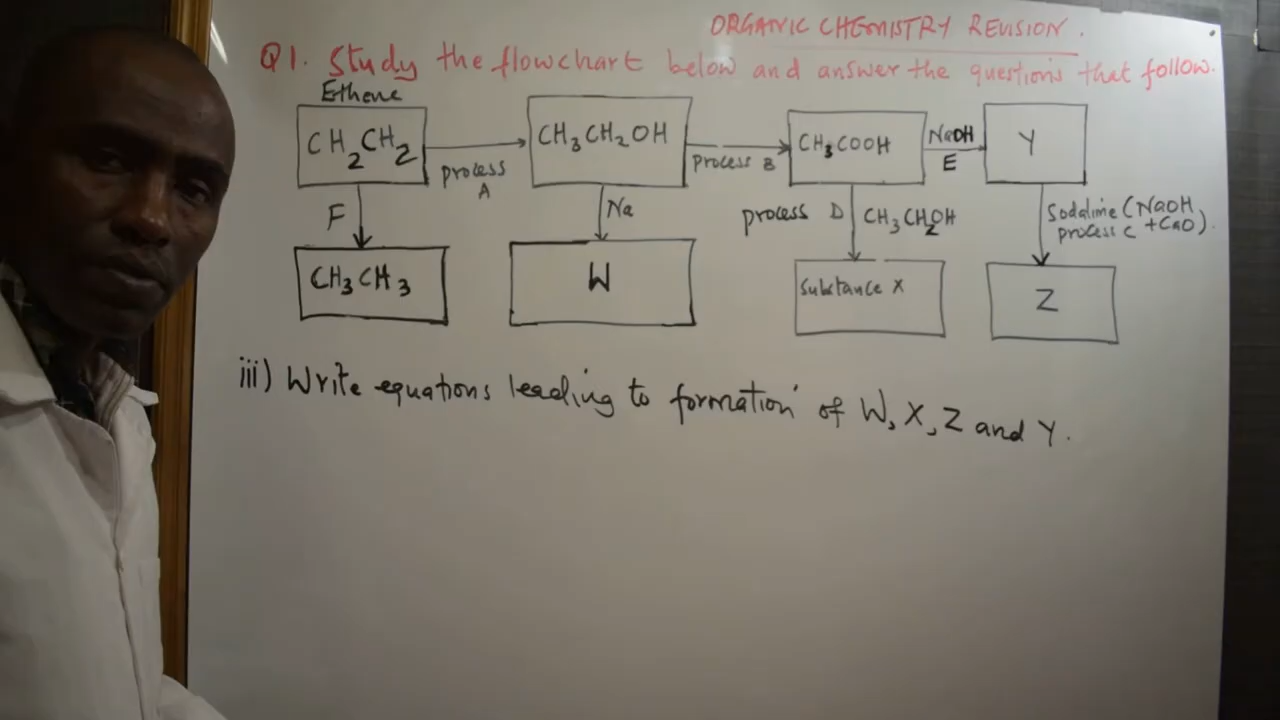 ORGANIC CHEMISTRY REVISION.
Q1. Study the flowchart below and answer the questions that follow.
Ethene
CH2CH2
process A
CH3CH2OH
process B
CH3COOH
NaOH
E
Y
F
Na
process D
CH3CH2OH
Sodalime (NaOH
process C +CaO).
CH3CH3
W
Substance X
Z
iii) Write equations leading to formation of W, X, Z and Y.